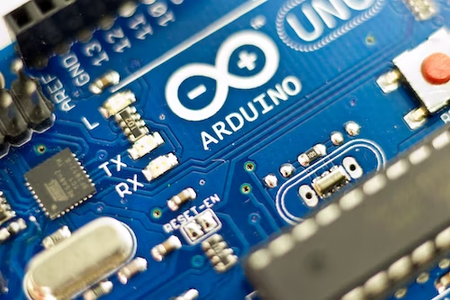 UNO
AREF
GND
13
12
11
10
L
ARDUINO
TX
RX
RESET-EN